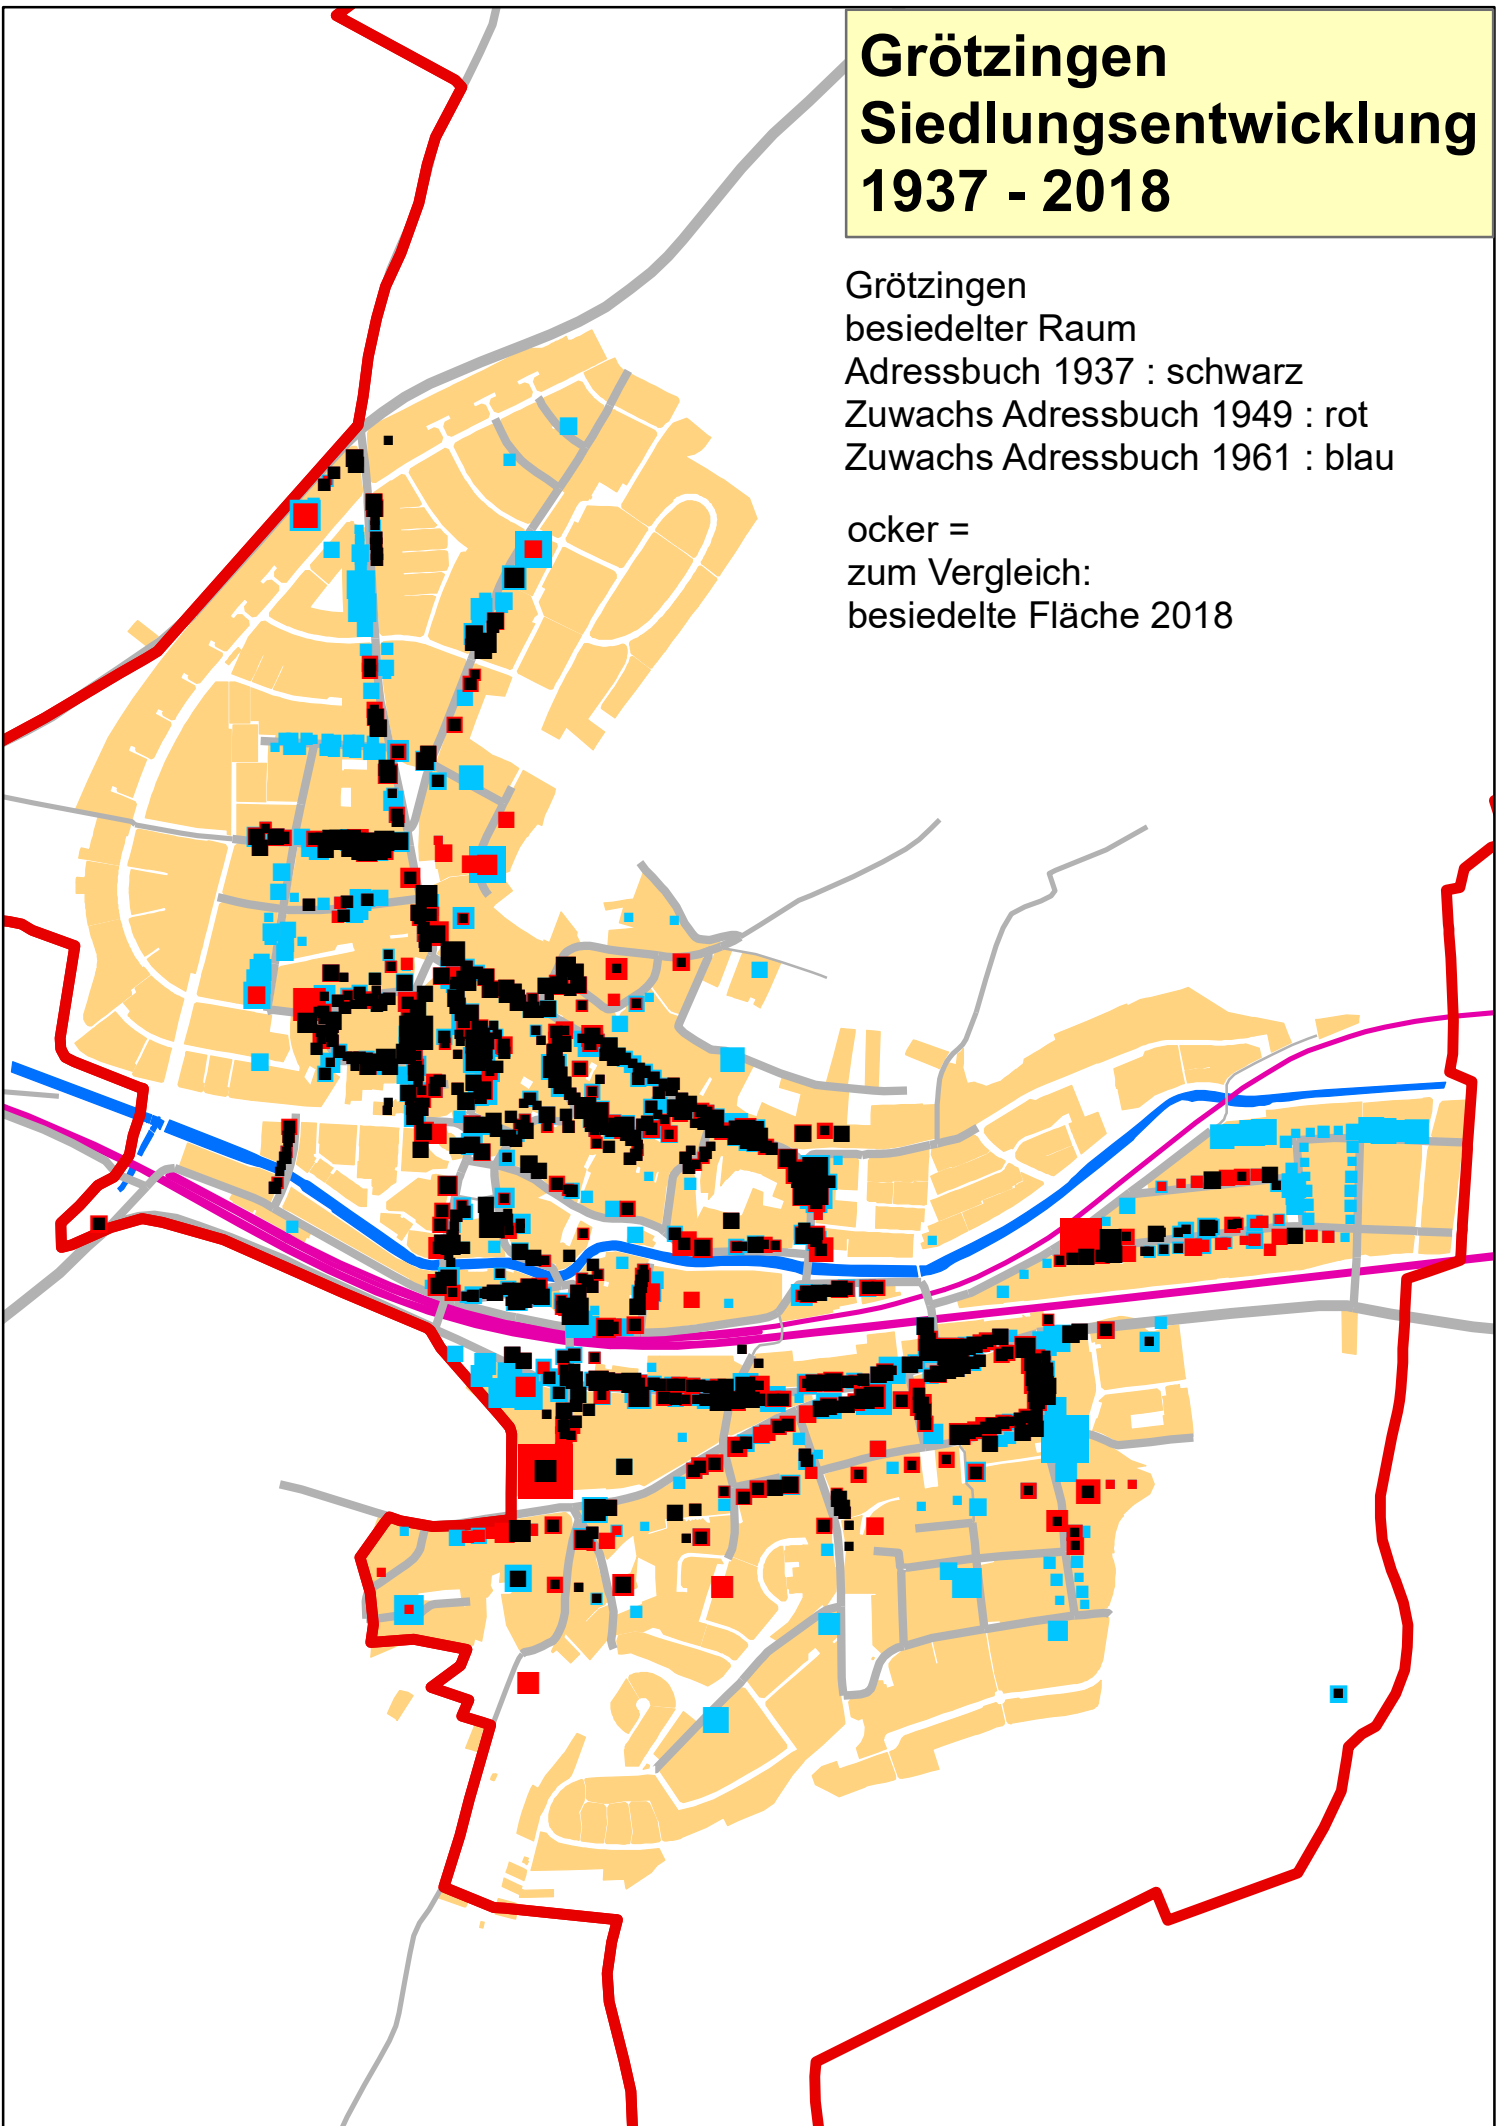 Grötzingen
Siedlungsentwicklung
1937 - 2018
Grötzingen
besiedelter Raum
Adressbuch 1937 : schwarz
Zuwachs Adressbuch 1949 : rot
Zuwachs Adressbuch 1961 : blau
ocker =
zum Vergleich:
besiedelte Fläche 2018